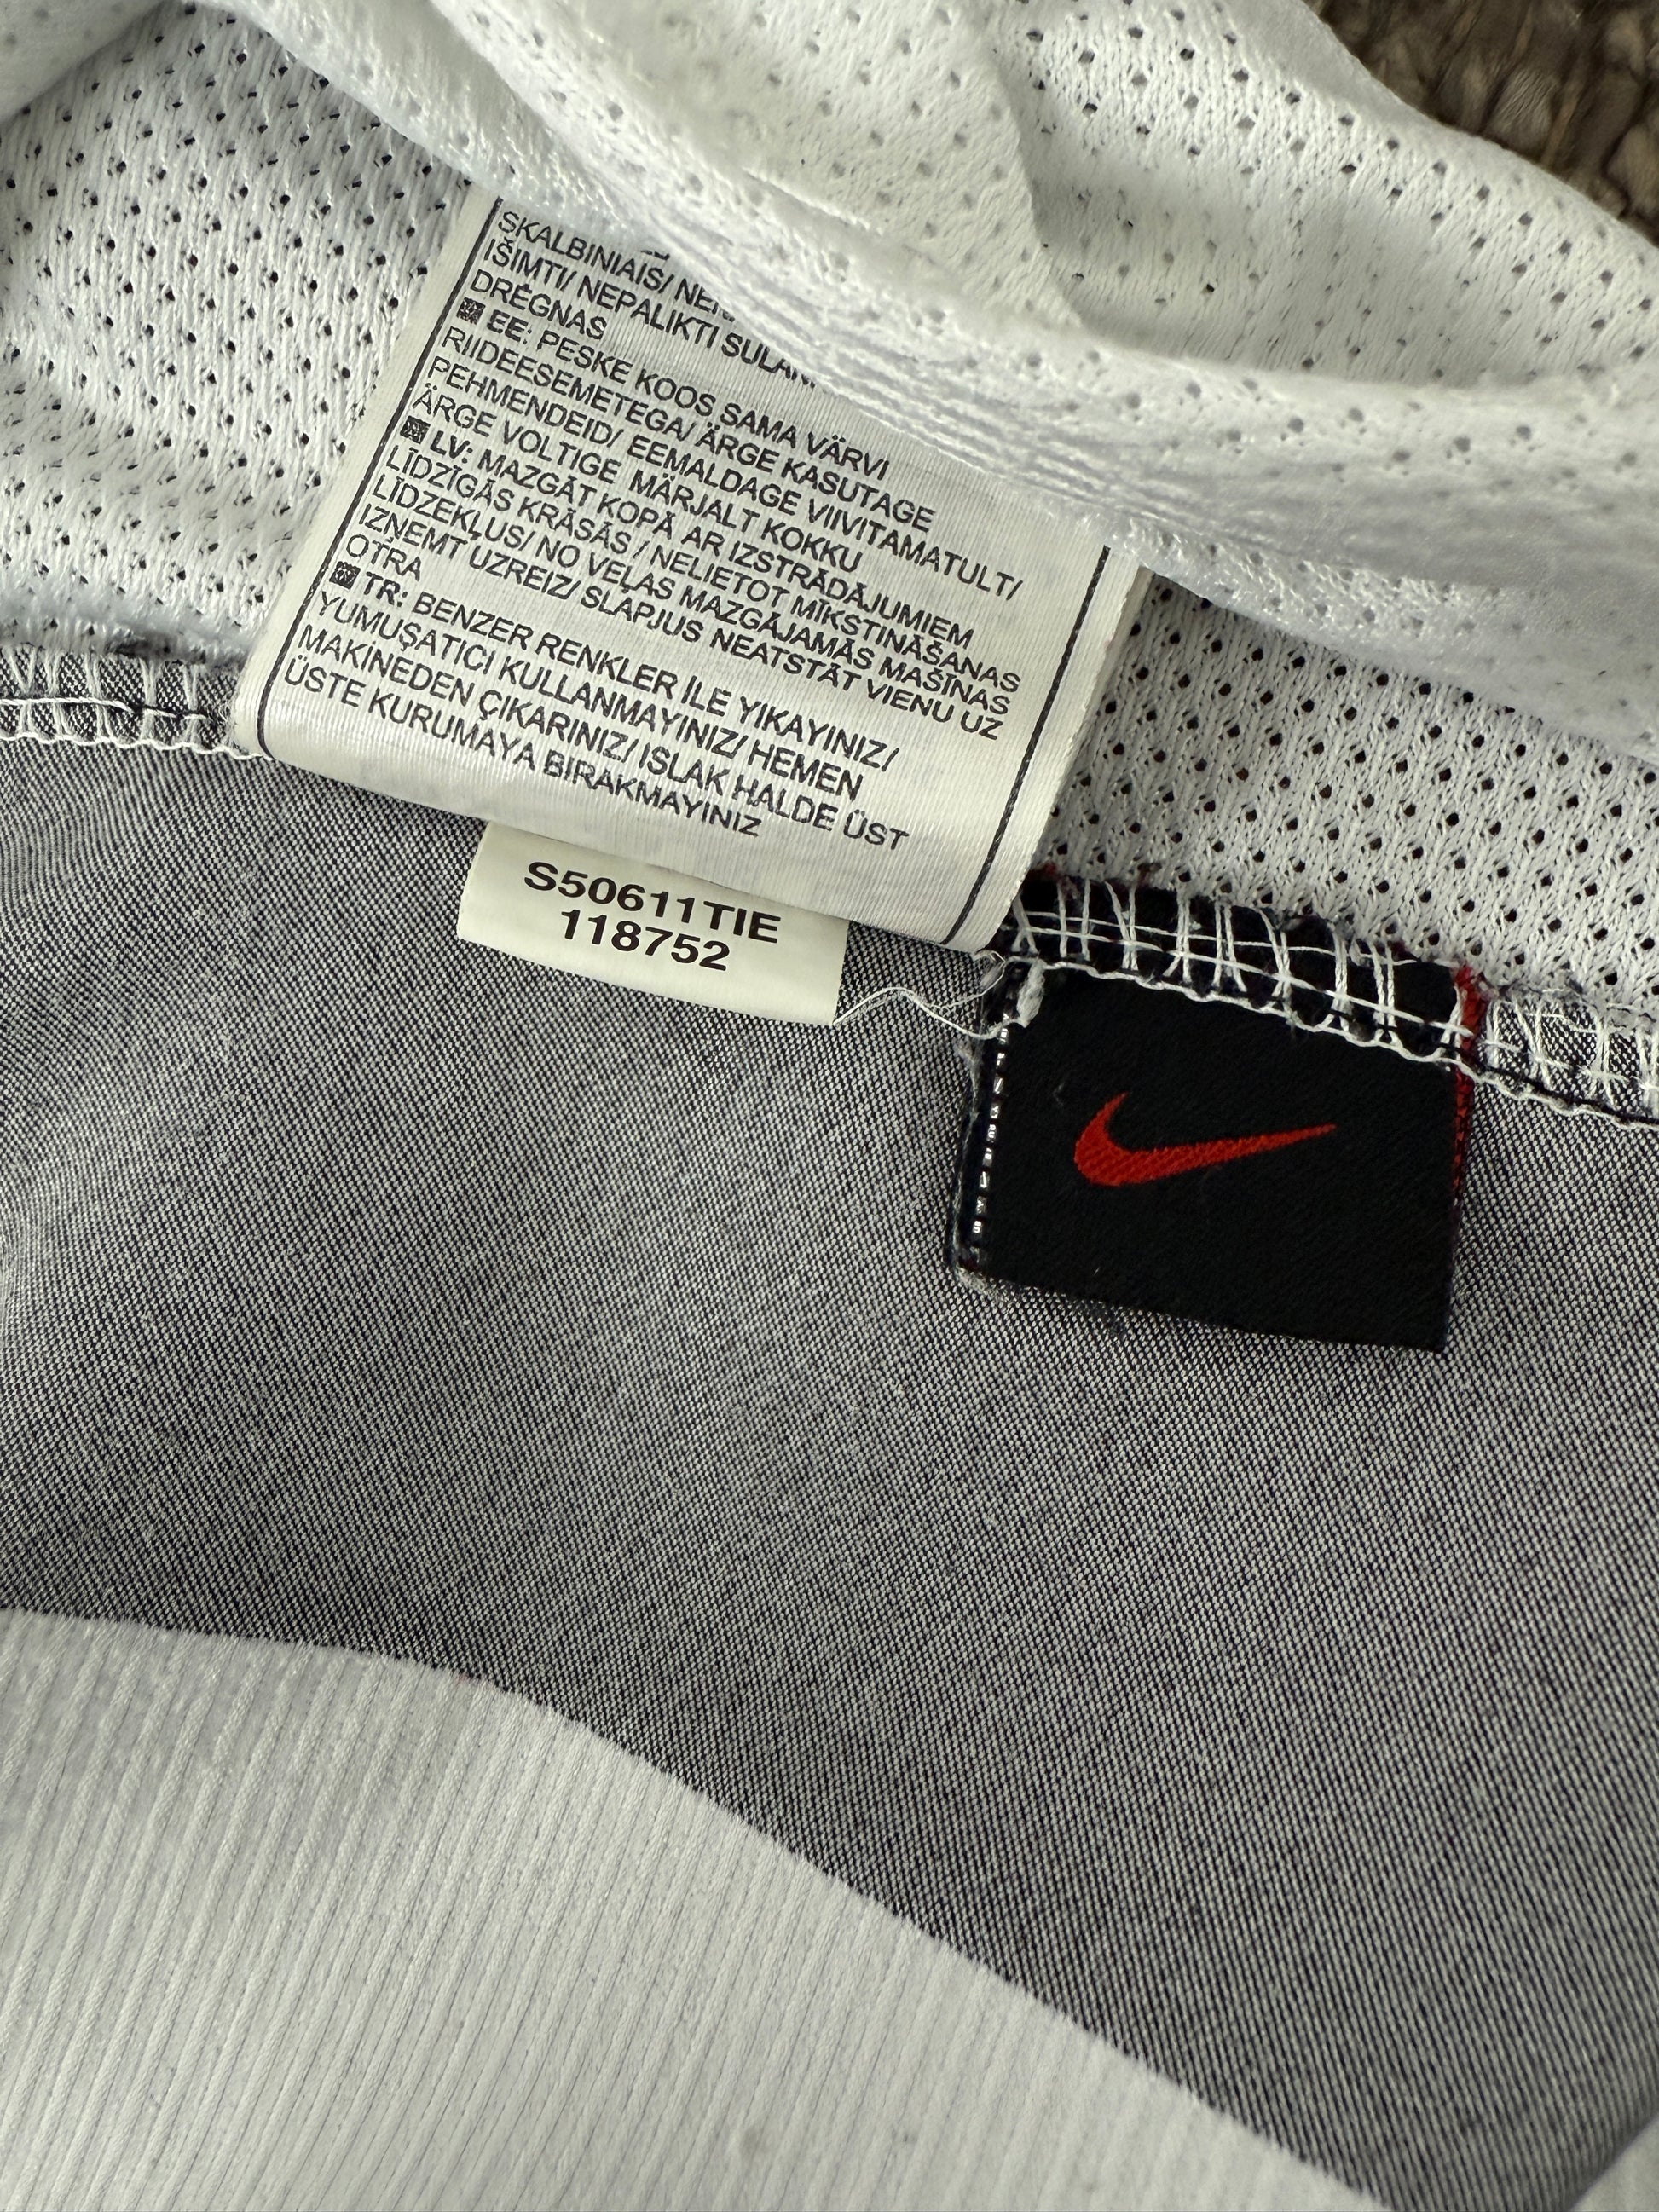 SKALBINIAIS/
IŠIMTI/ NEPALIKTI
DRĖGNAS
EE: PESKE KOOS SAMA VÄRVI
RIIDEESEMETEGA/ ÄRGE KASUTAGE
PEHMENDEID/ EEMALDAGE VIIVITAMATULT/
ÄRGE VOLTIGE MÄRJALT KOKKU
LV: MAZGĀT KOPĀ AR IZSTRĀDĀJUMIEM
LĪDZĪGĀS KRĀSĀS / NELIETOT MĪKSTINĀŠANAS
LĪDZEKĻUS/ NO VEĻAS MAZGĀJAMĀS MAŠĪNAS
IZŅEMT UZREIZ/ SLAPJUS NEATSTĀT VIENU UZ
OTRA
TR: BENZER RENKLER İLE YIKAYINIZ/
YUMUŞATICI KULLANMAYINIZ/ HEMEN
MAKİNEDEN ÇIKARINIZ/ ISLAK HALDE ÜST
ÜSTE KURUMAYA BIRAKMAYINIZ
S50611TIE
118752